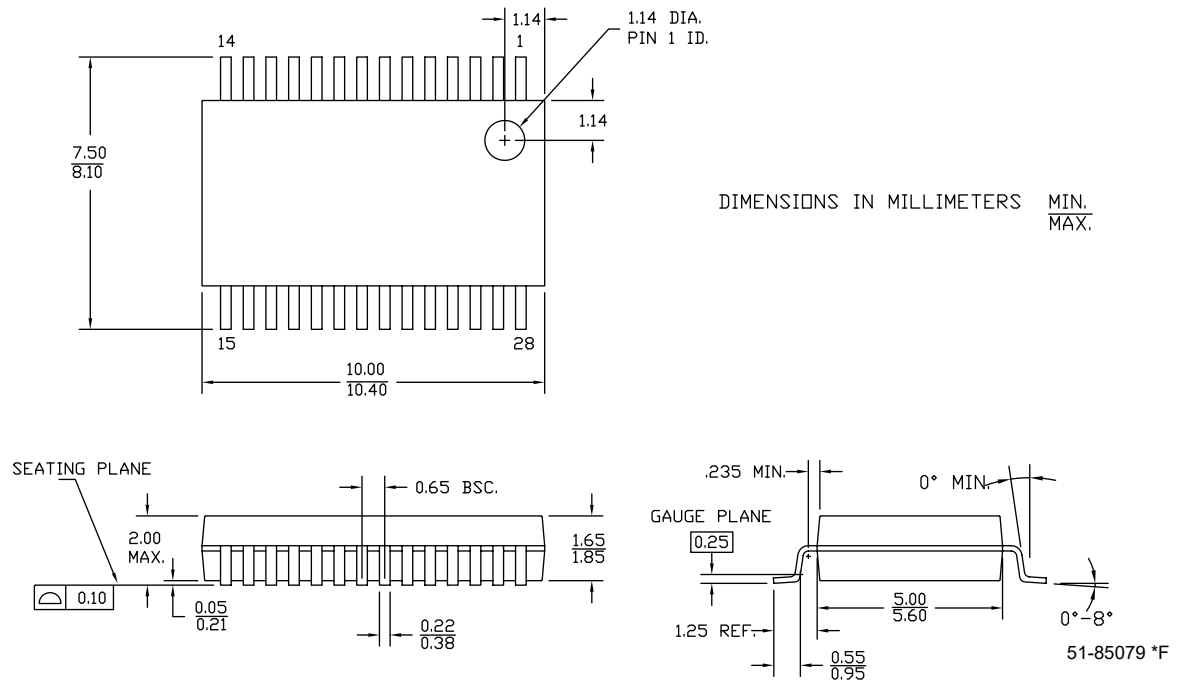 1.14
1.14 DIA.
PIN 1 ID.
14
1
1.14
7.50
8.10
DIMENSIONS IN MILLIMETERS MIN.
MAX.
15
28
10.00
10.40
SEATING PLANE
0.65 BSC.
2.00
MAX.
1.65
1.85
0.10
0.05
0.21
0.22
0.38
.235 MIN.
0° MIN.
GAUGE PLANE
0.25
5.00
5.60
1.25 REF.
0°-8°
0.55
0.95
51-85079 *F